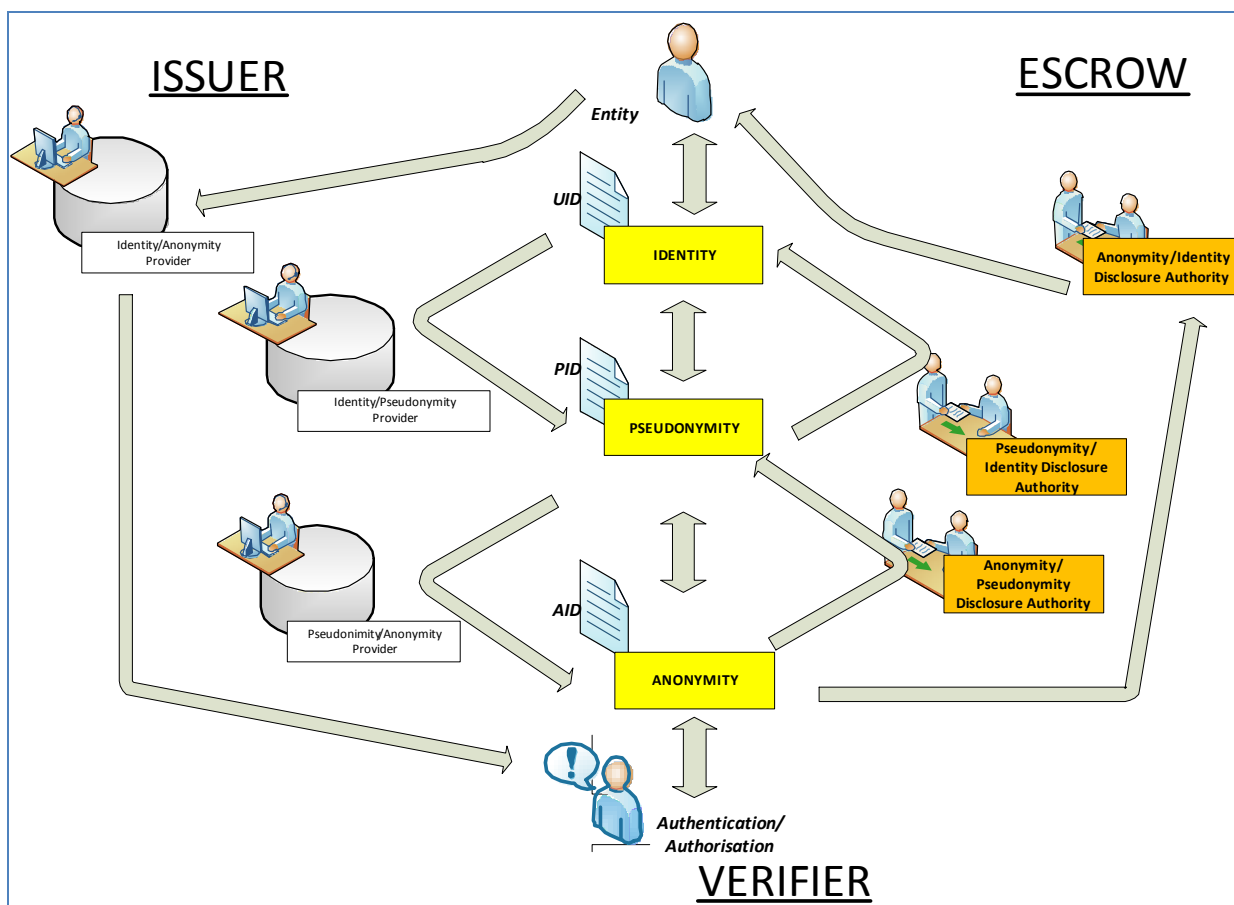 ISSUER
ESCROW
Entity
UID
Identity/Anonymity
Provider
IDENTITY
Anonymity/Identity
Disclosure Authority
PID
Identity/Pseudonymity
Provider
PSEUDONYMITY
Pseudonymity/
Identity Disclosure
Authority
AID
Anonymity/
Pseudonymity
Disclosure Authority
Pseudonimity/Anonymity
Provider
ANONYMITY
!
Authentication/
Authorisation
VERIFIER